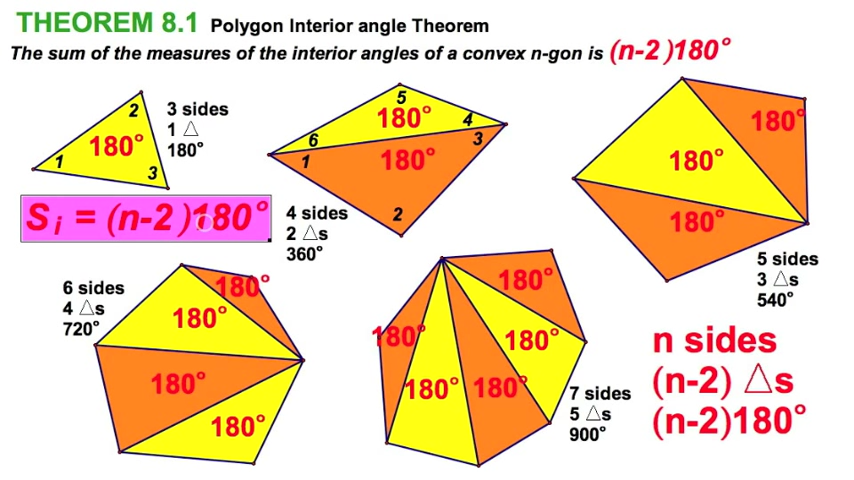 THEOREM 8.1 Polygon Interior angle Theorem
The sum of the measures of the interior angles of a convex n-gon is (n-2)180°
1
2
3
180°
3 sides
1 △
180°
5
180°
4
6
3
1
180°
2
4 sides
2 △s
360°
180°
180°
180°
5 sides
3 △s
540°
Si = (n-2)180°
6 sides
4 △s
720°
180°
180°
180°
180°
180°
180°
180°
180°
180°
7 sides
5 △s
900°
n sides
(n-2) △s
(n-2)180°